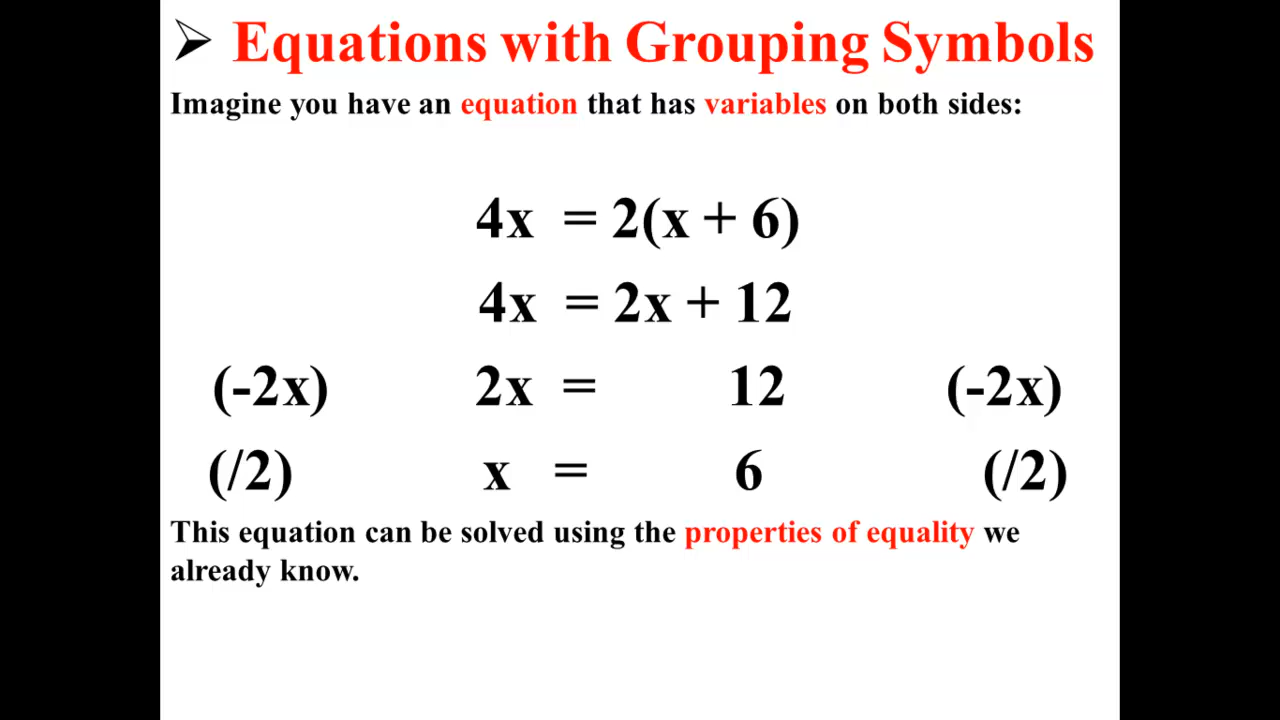 Equations with Grouping Symbols
Imagine you have an equation that has variables on both sides:
4x = 2(x + 6)
4x = 2x + 12
(-2x) 2x = 12 (-2x)
(/2) x = 6 (/2)
This equation can be solved using the properties of equality we
already know.